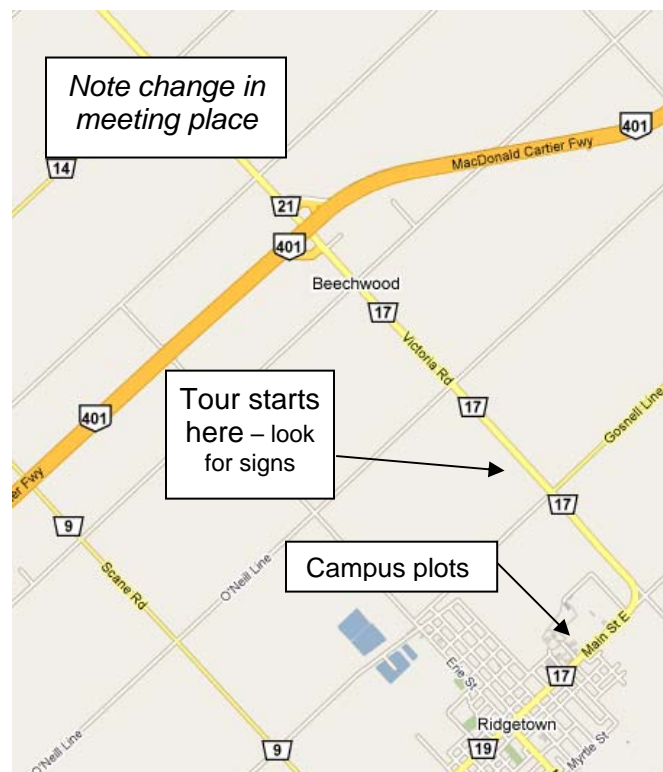 Note change in
meeting place
401
14
MacDonald Cartier Fwy
21
401
Beechwood
17
Victoria Rd
Tour starts
here – look
for signs
17
401
Gosnell Line
17
Fwy
9
Scane Rd
O'Neill Line
Campus plots
Main St E
Erie St
17
Ridgetown
9
19
Myrtle St
O'Neill Line